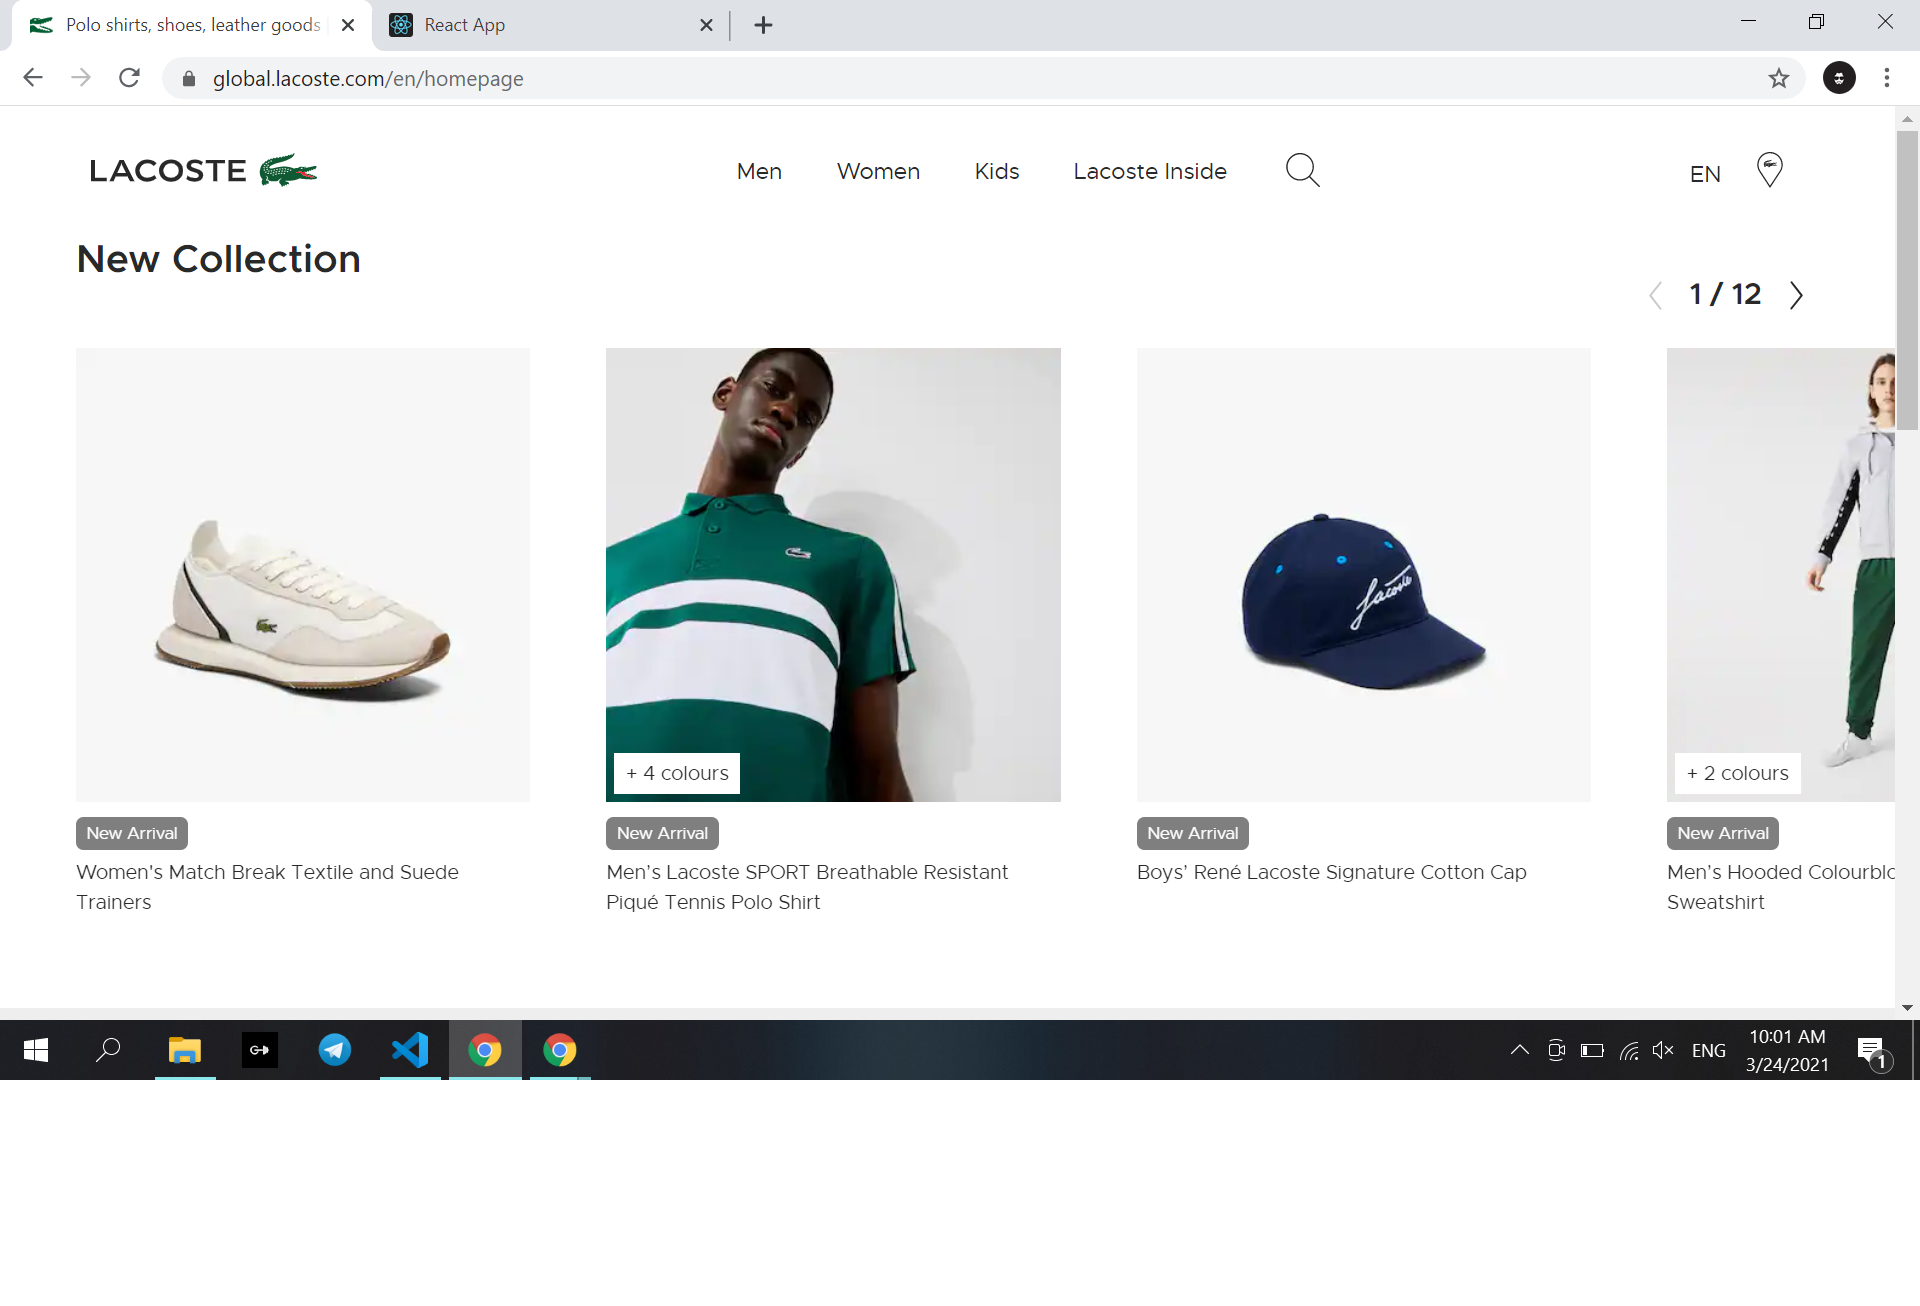 Polo shirts, shoes, leather goods
React App
global.lacoste.com/en/homepage
LACOSTE
Men
Women
Kids
Lacoste Inside
EN
New Collection
1 / 12
Lacoste
+ 4 colours
+ 2 colours
New Arrival
New Arrival
New Arrival
New Arrival
Women's Match Break Textile and Suede
Trainers
Men’s Lacoste SPORT Breathable Resistant
Piqué Tennis Polo Shirt
Boys’ René Lacoste Signature Cotton Cap
Men’s Hooded Colourblo
Sweatshirt
ENG
10:01 AM
3/24/2021
1